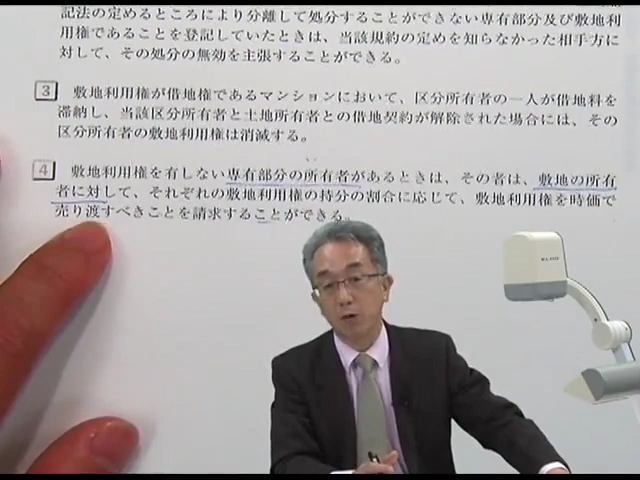 記法の定めるところにより分離して処分することができない専有部分及び敷地利
用権であることを登記していたときは、当該規約の定めを知らなかった相手方に
対して、その処分の無効を主張することができる。
3 敷地利用権が借地権であるマンションにおいて、区分所有者の一人が借地料を
滞納し、当該区分所有者と土地所有者との借地契約が解除された場合には、その
区分所有者の敷地利用権は消滅する。
4 敷地利用権を有しない専有部分の所有者があるときは、その者は、敷地の所有
者に対して、それぞれの敷地利用権の持分の割合に応じて、敷地利用権を時価で
売り渡すべきことを請求することができる。